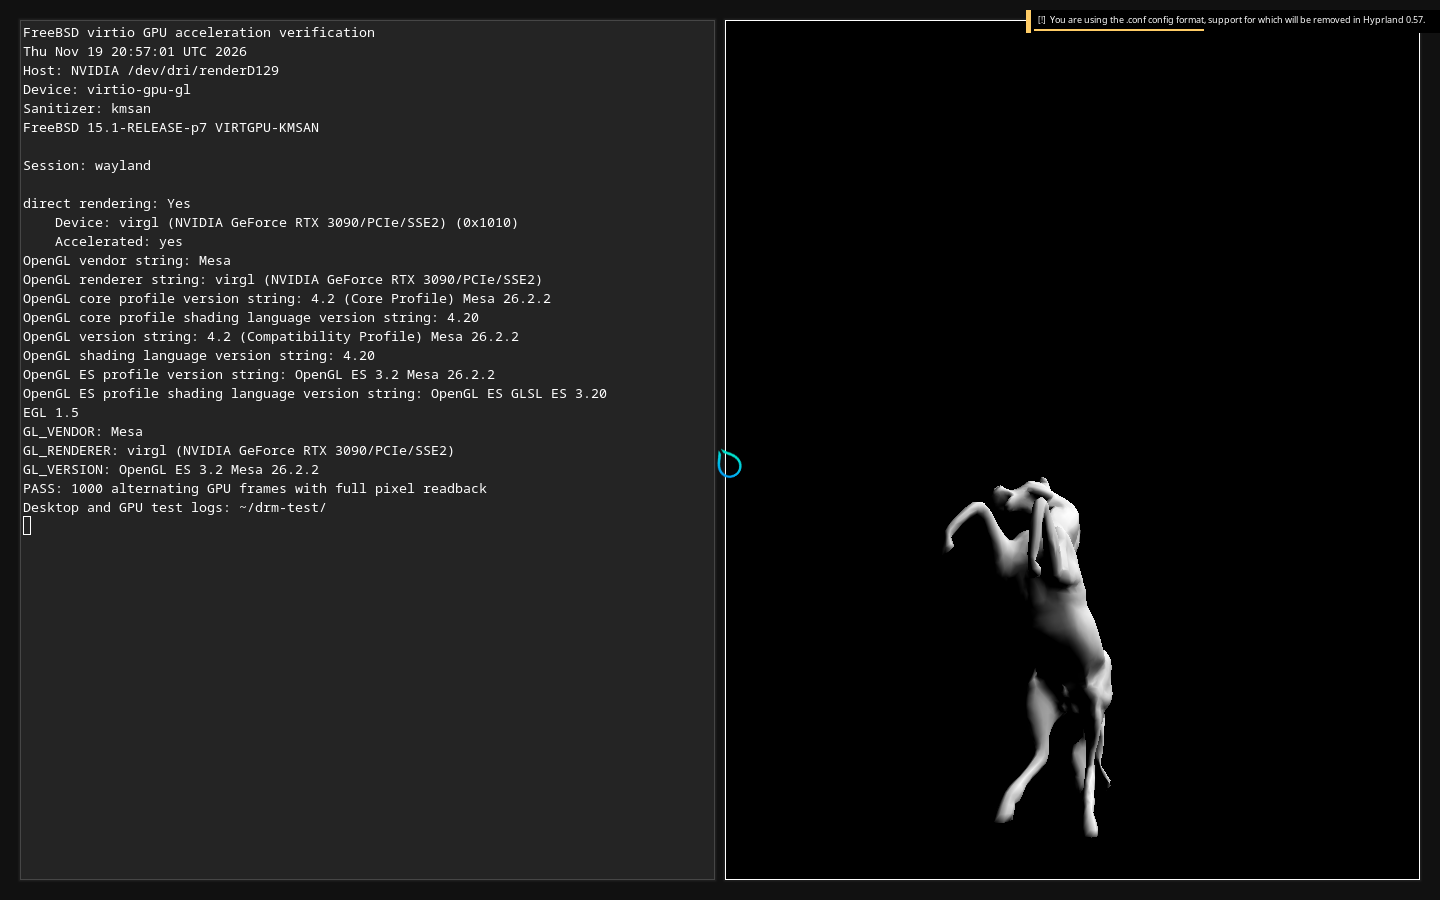 FreeBSD virtio GPU acceleration verification
Thu Nov 19 20:57:01 UTC 2026
Host: NVIDIA /dev/dri/renderD129
Device: virtio-gpu-gl
Sanitizer: kmsan
FreeBSD 15.1-RELEASE-p7 VIRTGPU-KMSAN
Session: wayland
direct rendering: Yes
    Device: virgl (NVIDIA GeForce RTX 3090/PCIe/SSE2) (0x1010)
    Accelerated: yes
OpenGL vendor string: Mesa
OpenGL renderer string: virgl (NVIDIA GeForce RTX 3090/PCIe/SSE2)
OpenGL core profile version string: 4.2 (Core Profile) Mesa 26.2.2
OpenGL core profile shading language version string: 4.20
OpenGL version string: 4.2 (Compatibility Profile) Mesa 26.2.2
OpenGL shading language version string: 4.20
OpenGL ES profile version string: OpenGL ES 3.2 Mesa 26.2.2
OpenGL ES profile shading language version string: OpenGL ES GLSL ES 3.20
EGL 1.5
GL_VENDOR: Mesa
GL_RENDERER: virgl (NVIDIA GeForce RTX 3090/PCIe/SSE2)
GL_VERSION: OpenGL ES 3.2 Mesa 26.2.2
PASS: 1000 alternating GPU frames with full pixel readback
Desktop and GPU test logs: ~/drm-test/
[!] You are using the .conf config format, support for which will be removed in Hyprland 0.57.